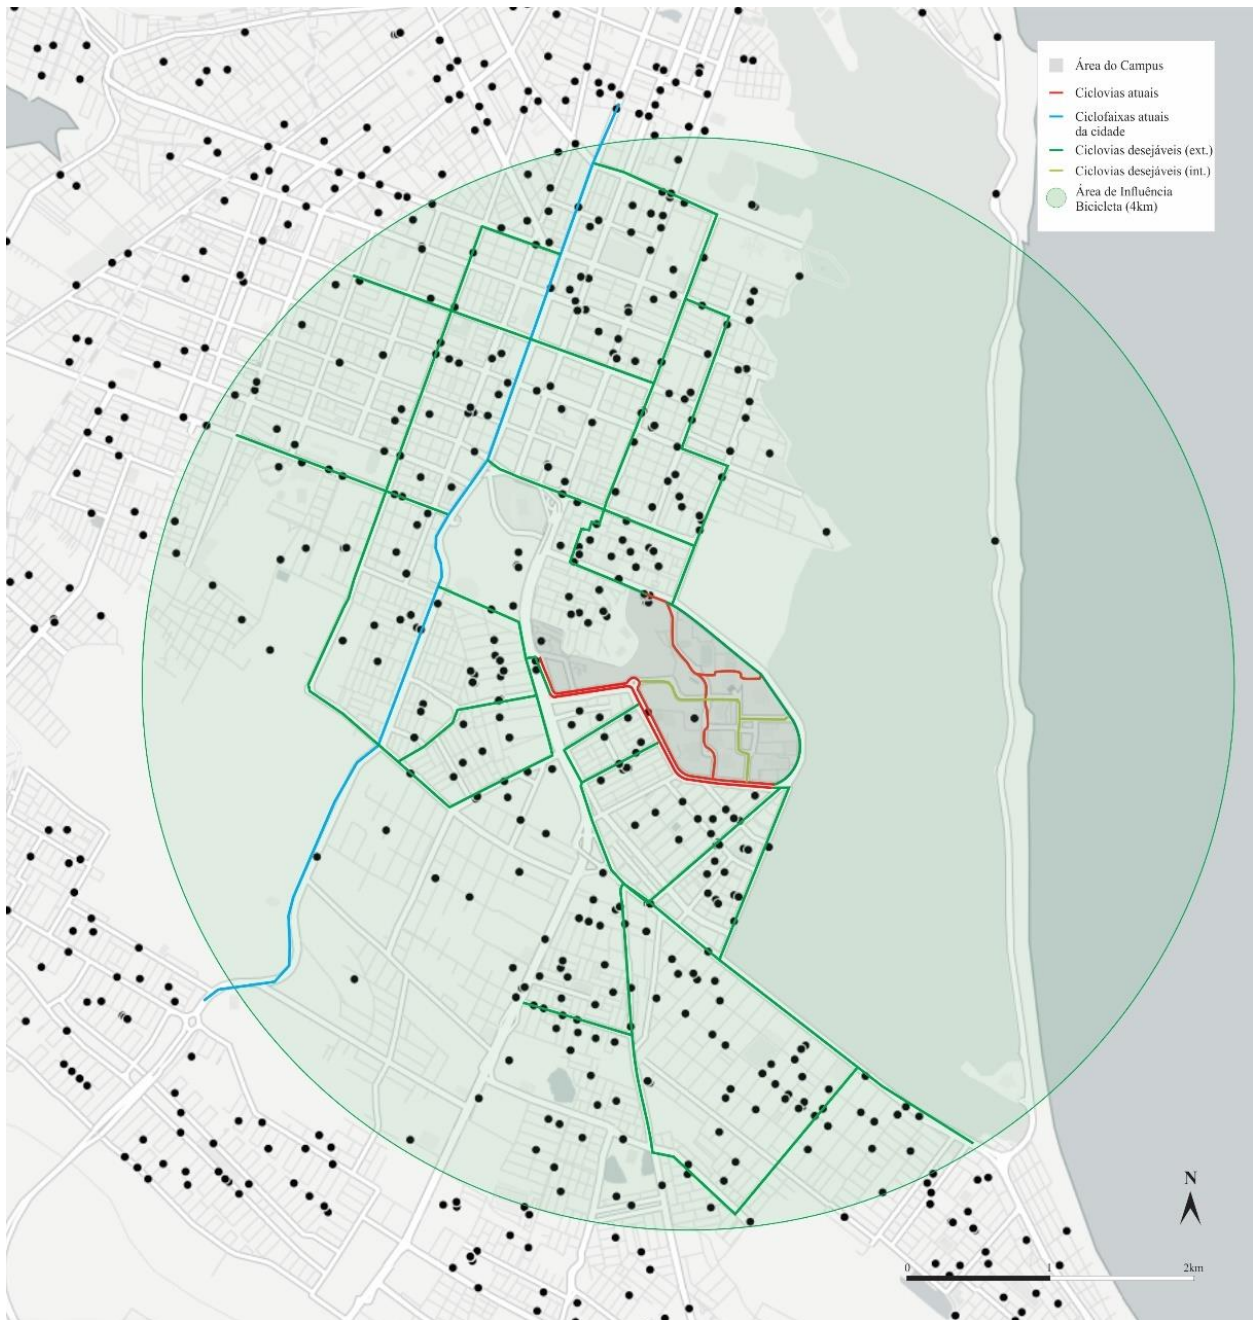 Área do Campus
Ciclovias atuais
Ciclofaixas atuais
da cidade
Ciclovias desejáveis (ext.)
Ciclovias desejáveis (int.)
Área de Influência
Bicicleta (4km)
N
0 1 2km